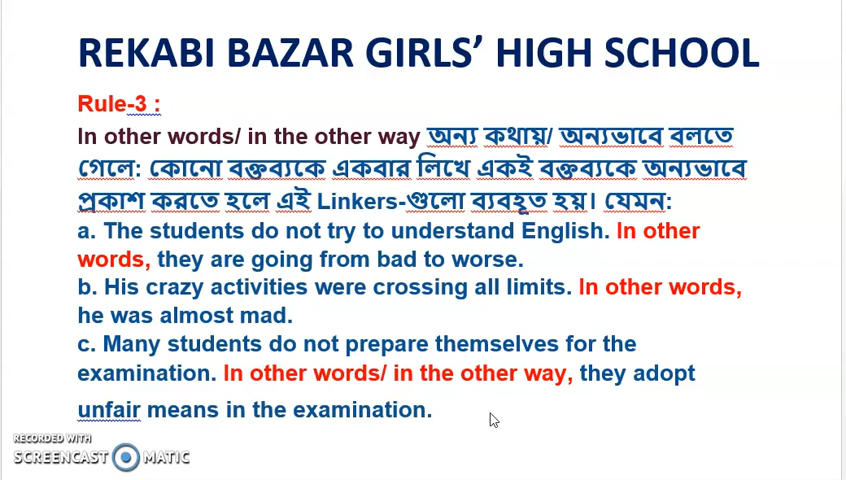 REKABI BAZAR GIRLS’ HIGH SCHOOL
Rule-3 :
In other words/ in the other way অন্য কথায়/ অন্যভাবে বলতে
গেলে: কোনো বক্তব্যকে একবার লিখে একই বক্তব্যকে অন্যভাবে
প্রকাশ করতে হলে এই Linkers-গুলো ব্যবহূত হয়। যেমন:
a. The students do not try to understand English. In other
words, they are going from bad to worse.
b. His crazy activities were crossing all limits. In other words,
he was almost mad.
c. Many students do not prepare themselves for the
examination. In other words/ in the other way, they adopt
unfair means in the examination.
RECORDED WITH
SCREENCAST MATIC